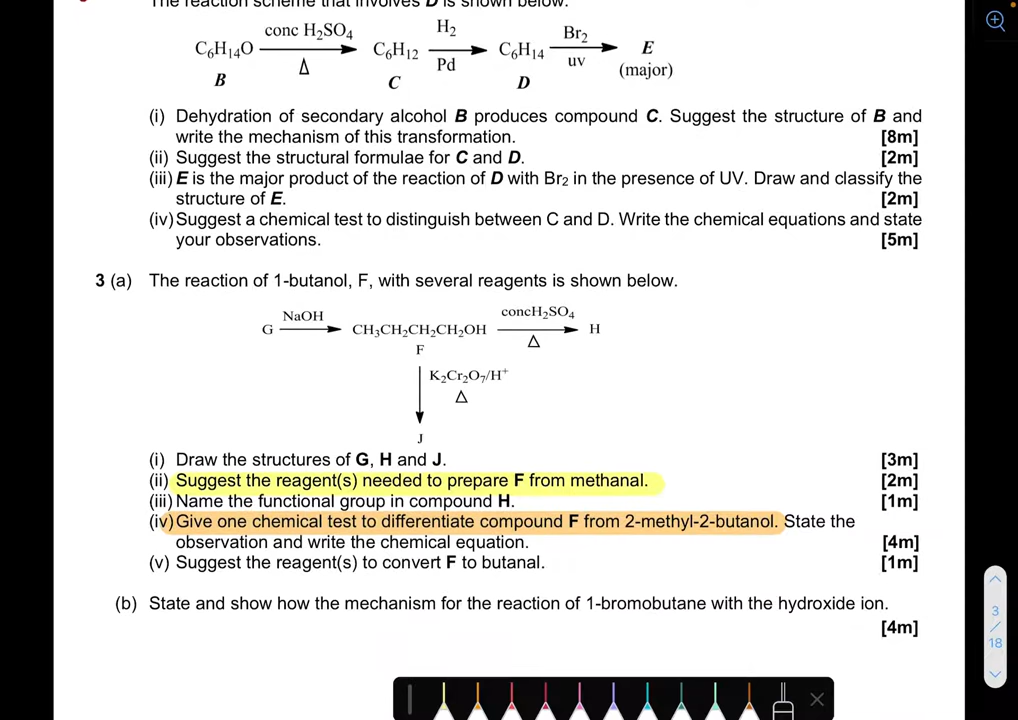 The reaction scheme that involves D is shown below.
conc H2SO4 H2 Br2
C6H14O C6H12 C6H14 E
Δ Pd uv (major)
B C D
(i) Dehydration of secondary alcohol B produces compound C. Suggest the structure of B and
write the mechanism of this transformation. [8m]
(ii) Suggest the structural formulae for C and D. [2m]
(iii) E is the major product of the reaction of D with Br2 in the presence of UV. Draw and classify the
structure of E. [2m]
(iv) Suggest a chemical test to distinguish between C and D. Write the chemical equations and state
your observations. [5m]
3 (a) The reaction of 1-butanol, F, with several reagents is shown below.
NaOH concH2SO4
G CH3CH2CH2CH2OH H
F Δ
K2Cr2O7/H+
Δ
J
(i) Draw the structures of G, H and J. [3m]
(ii) Suggest the reagent(s) needed to prepare F from methanal. [2m]
(iii) Name the functional group in compound H. [1m]
(iv) Give one chemical test to differentiate compound F from 2-methyl-2-butanol. State the
observation and write the chemical equation. [4m]
(v) Suggest the reagent(s) to convert F to butanal. [1m]
(b) State and show how the mechanism for the reaction of 1-bromobutane with the hydroxide ion.
[4m]
3
/
18